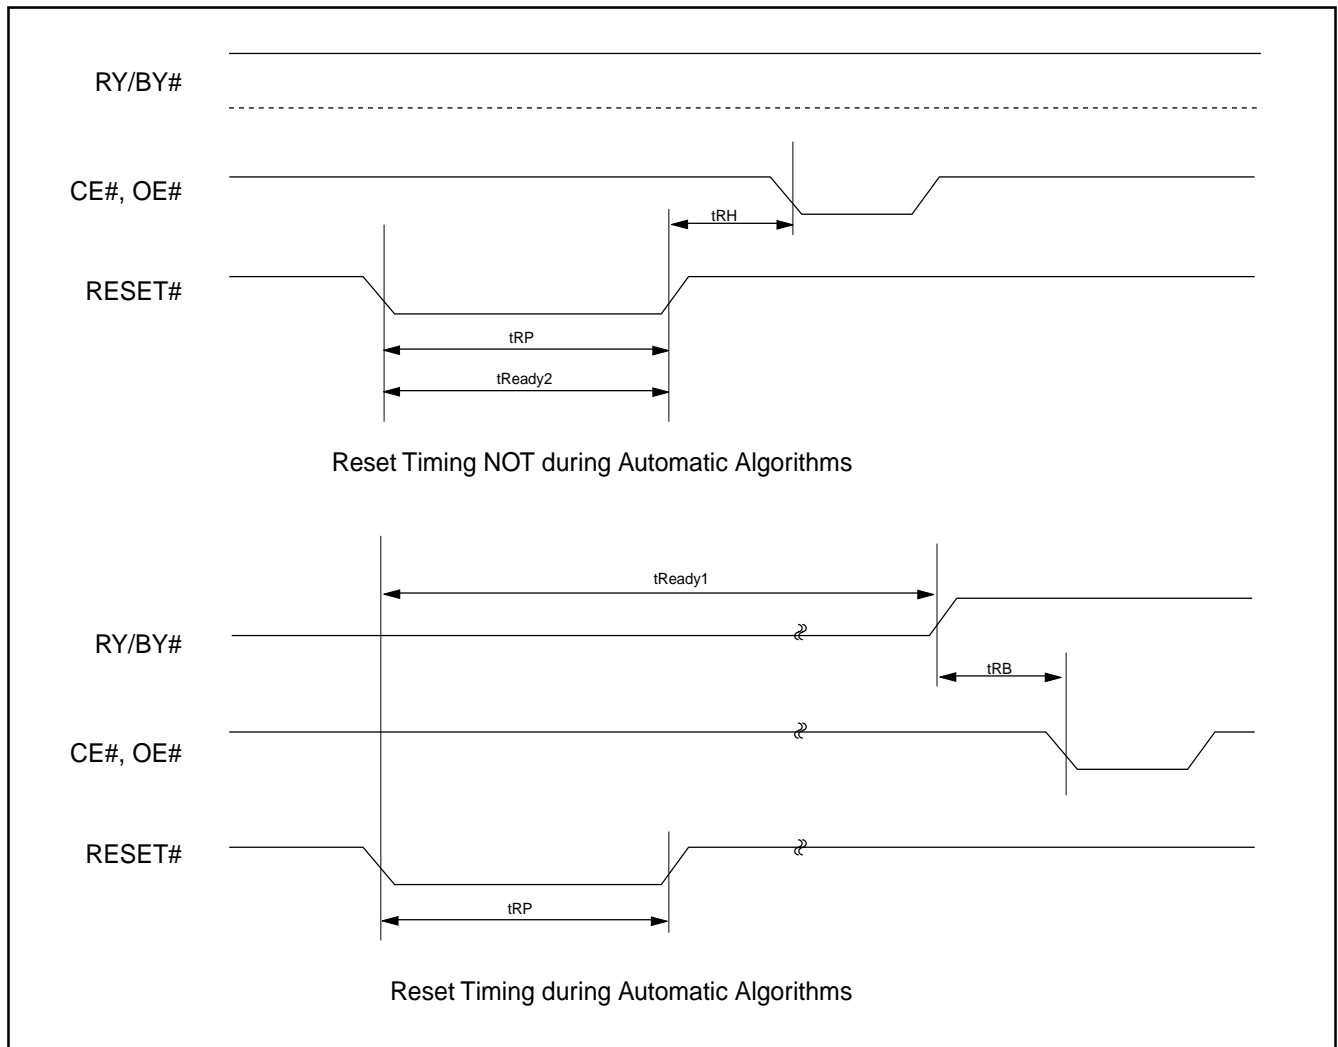 RY/BY#
CE#, OE#
tRH
RESET#
tRP
tReady2
Reset Timing NOT during Automatic Algorithms
tReady1
RY/BY#
tRB
CE#, OE#
RESET#
tRP
Reset Timing during Automatic Algorithms